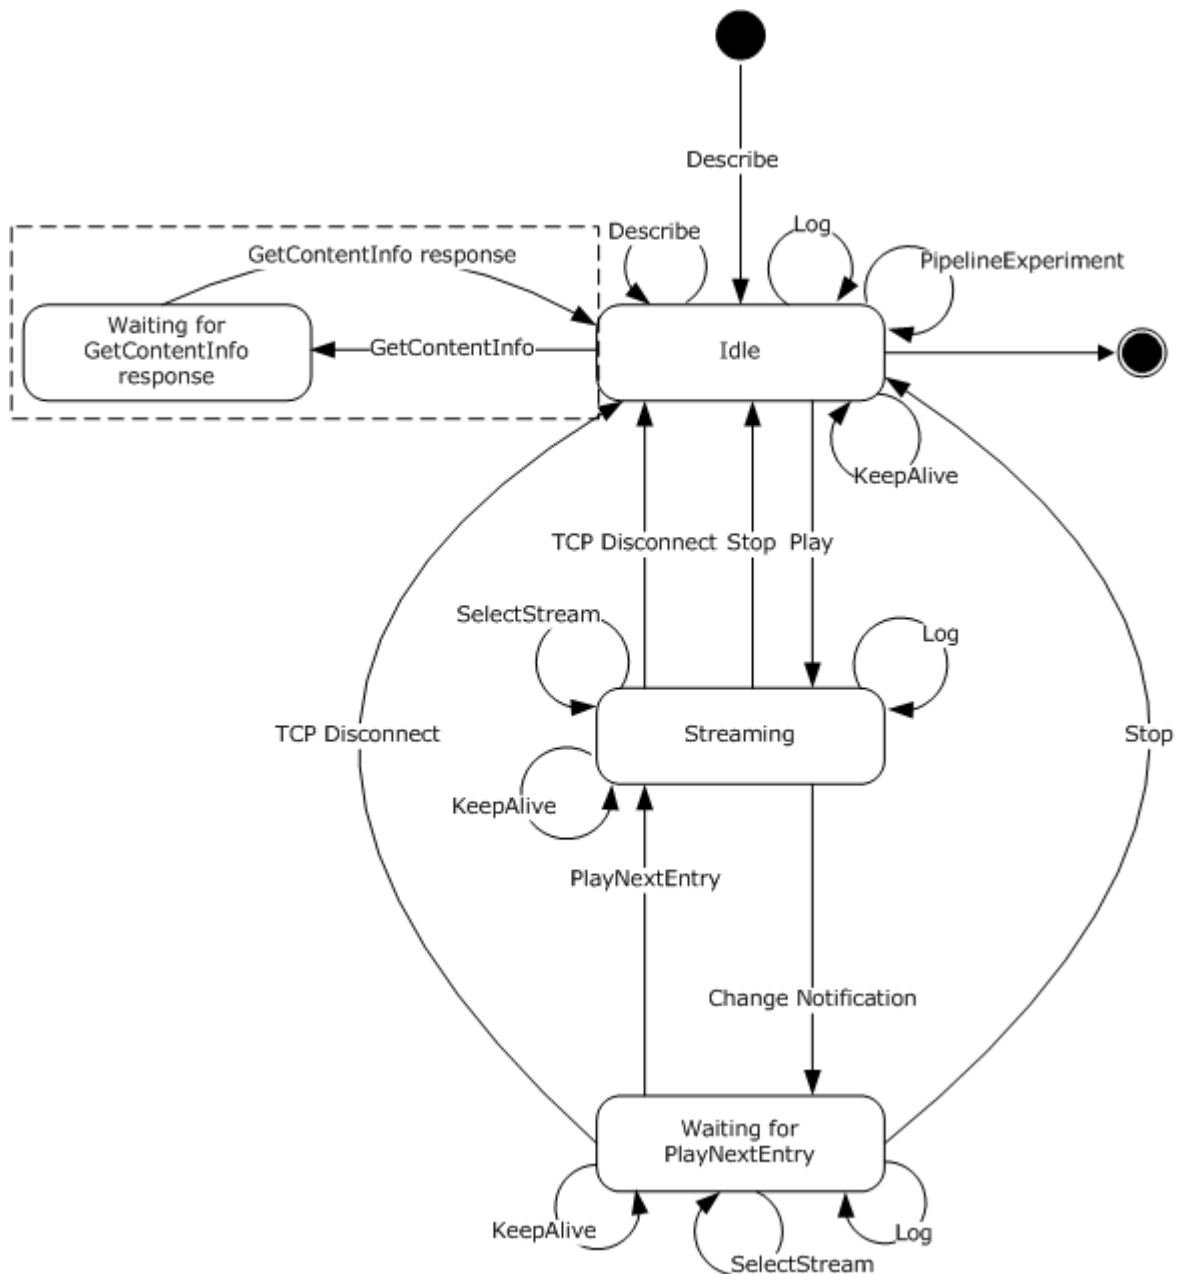 Describe
Describe
Log
GetContentInfo response
PipelineExperiment
Waiting for
GetContentInfo
response
GetContentInfo
Idle
KeepAlive
TCP Disconnect
Stop
Play
SelectStream
Log
TCP Disconnect
Streaming
Stop
KeepAlive
PlayNextEntry
Change Notification
Waiting for
PlayNextEntry
KeepAlive
Log
SelectStream